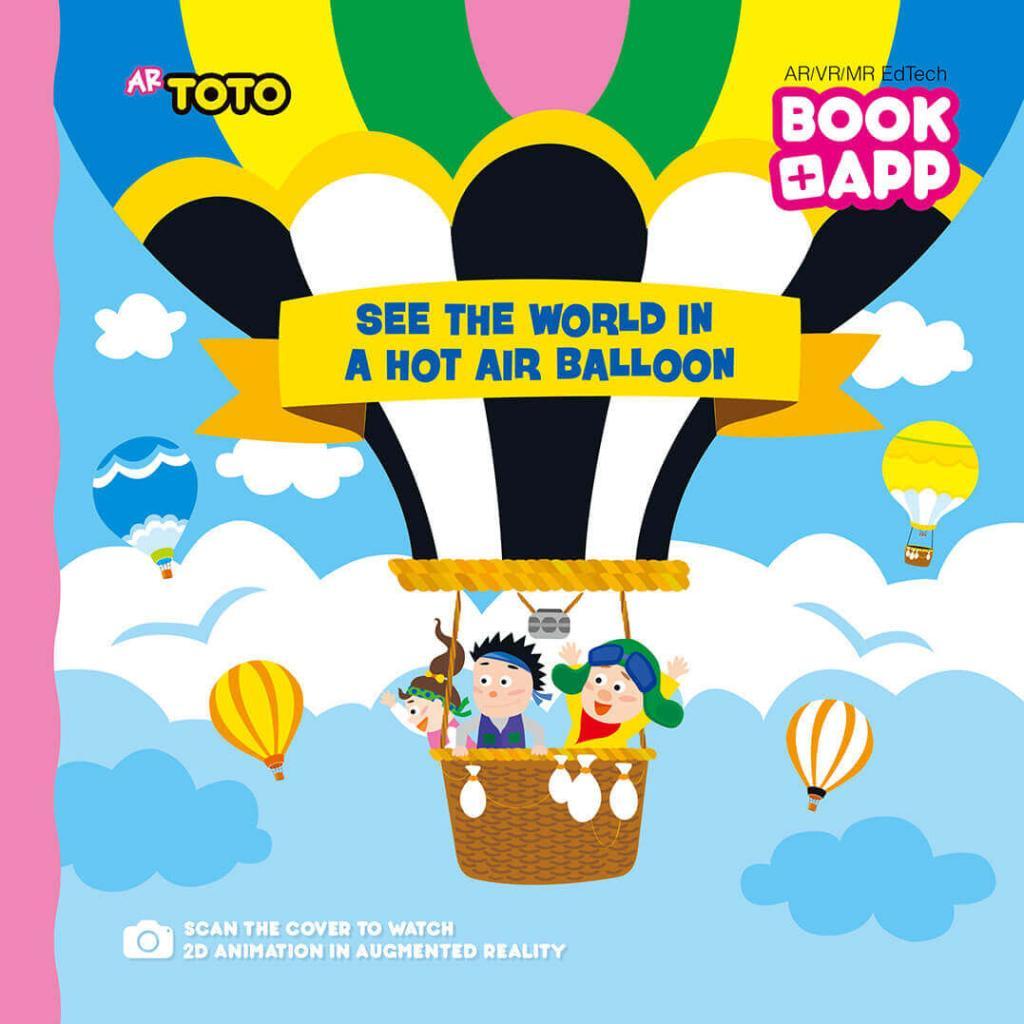 AR TOTO
AR/VR/MR EdTech
BOOK
+APP
SEE THE WORLD IN
A HOT AIR BALLOON
SCAN THE COVER TO WATCH
2D ANIMATION IN AUGMENTED REALITY